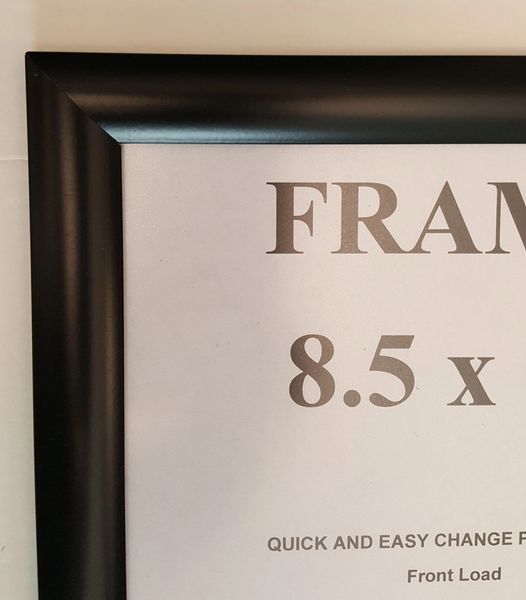 FRAM
8.5 x
QUICK AND EASY CHANGE F
Front Load